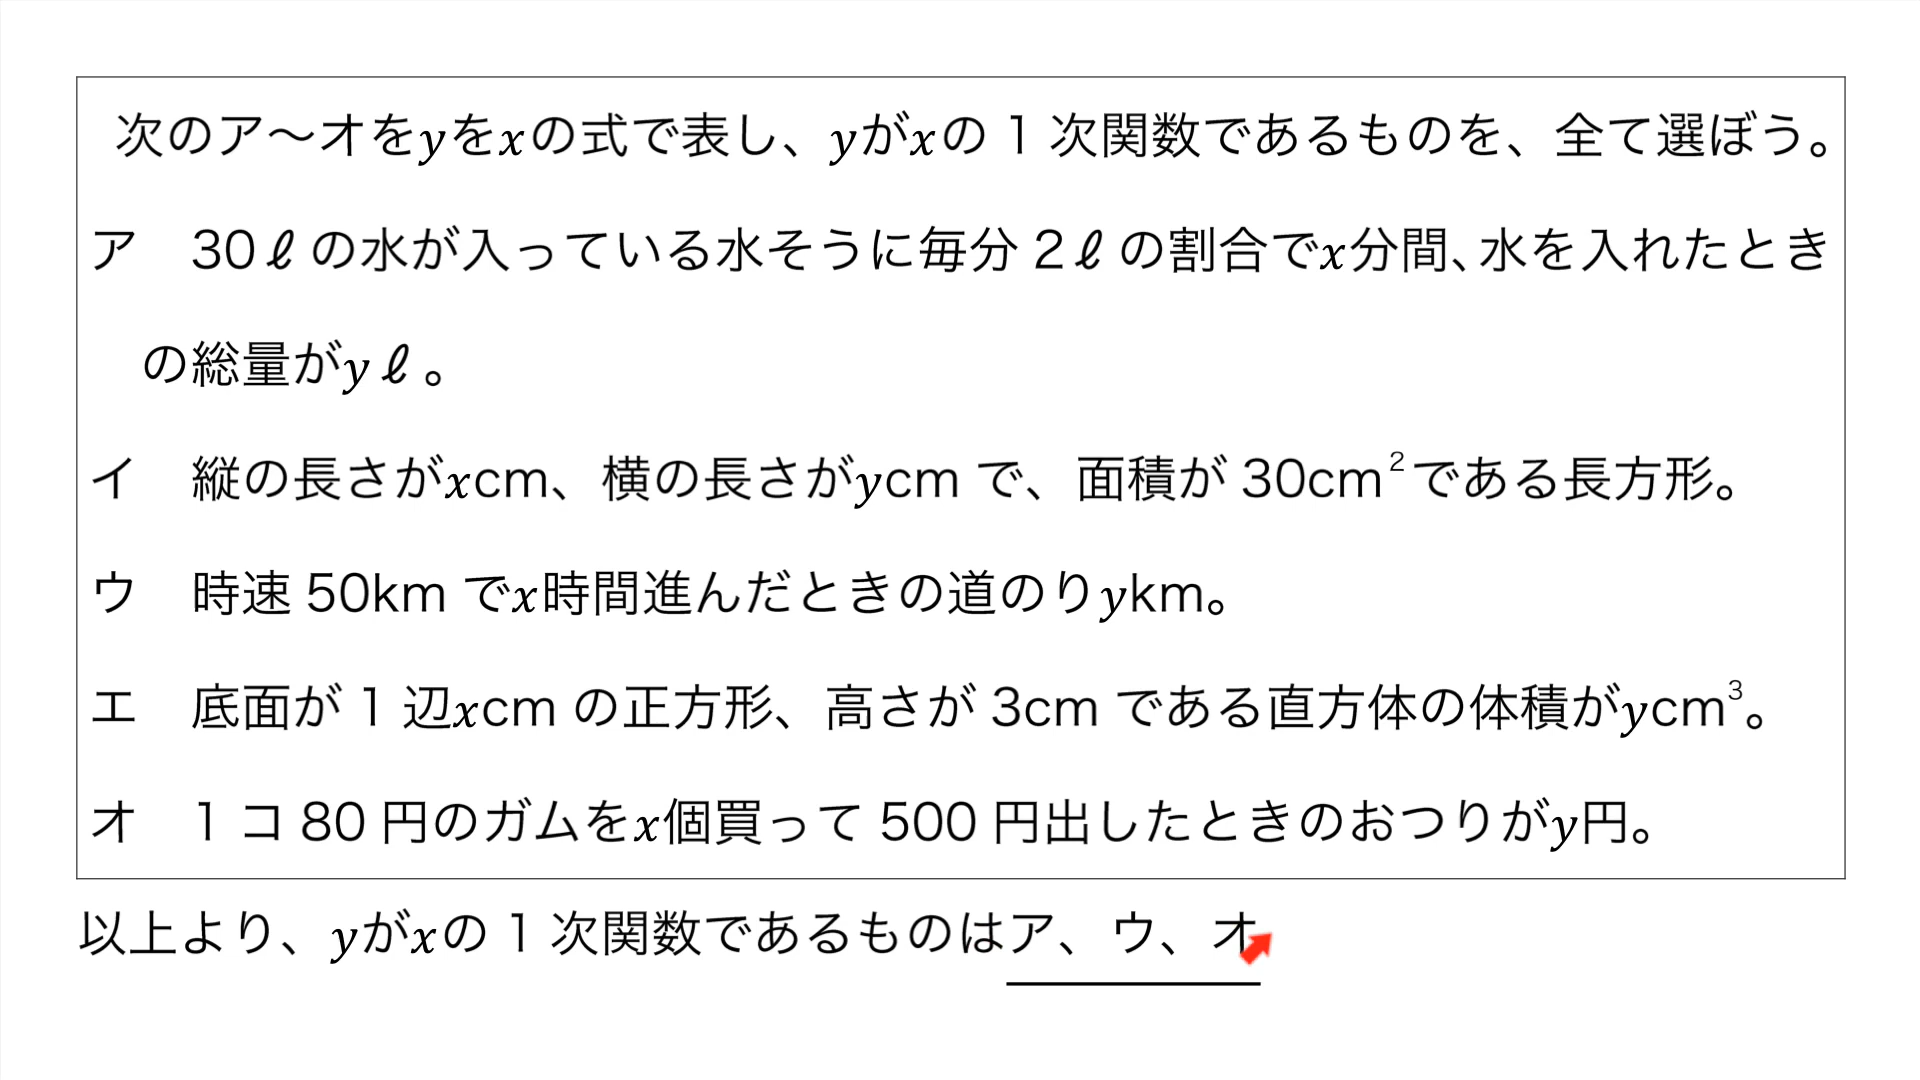 次のア～オをyをxの式で表し、yがxの1次関数であるものを、全て選ぼう。
ア　30ℓの水が入っている水そうに毎分2ℓの割合でx分間、水を入れたとき
の総量がyℓ。
イ　縦の長さがxcm、横の長さがycmで、面積が30cm²である長方形。
ウ　時速50kmでx時間進んだときの道のりykm。
エ　底面が1辺xcmの正方形、高さが3cmである直方体の体積がycm³。
オ　1コ80円のガムをx個買って500円出したときのおつりがy円。
以上より、yがxの1次関数であるものはア、ウ、オ